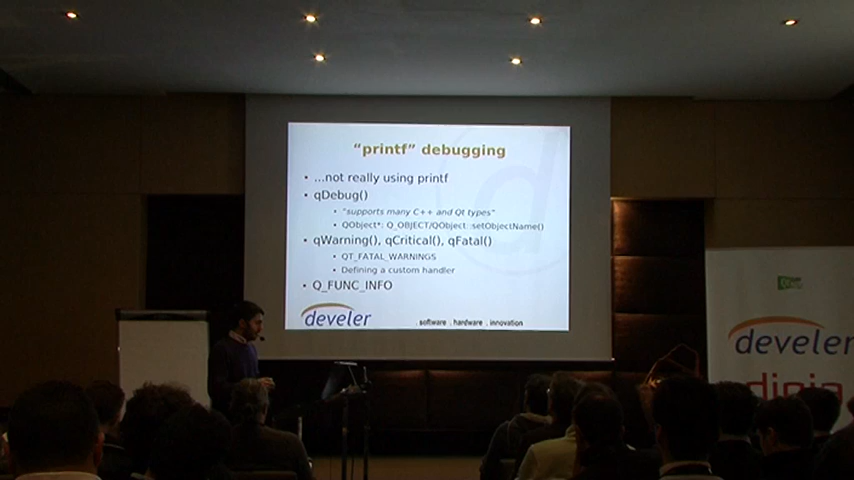 “printf” debugging
• ...not really using printf
• qDebug()
• “supports many C++ and Qt types”
• QObject*: Q_OBJECT/QObject::setObjectName()
• qWarning(), qCritical(), qFatal()
• QT_FATAL_WARNINGS
• Defining a custom handler
• Q_FUNC_INFO
develer
. software . hardware . innovation
develer